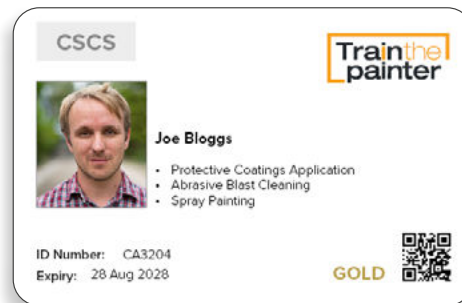 CSCS
Train the
painter
Joe Bloggs
• Protective Coatings Application
• Abrasive Blast Cleaning
• Spray Painting
ID Number: CA3204
Expiry: 28 Aug 2028
GOLD